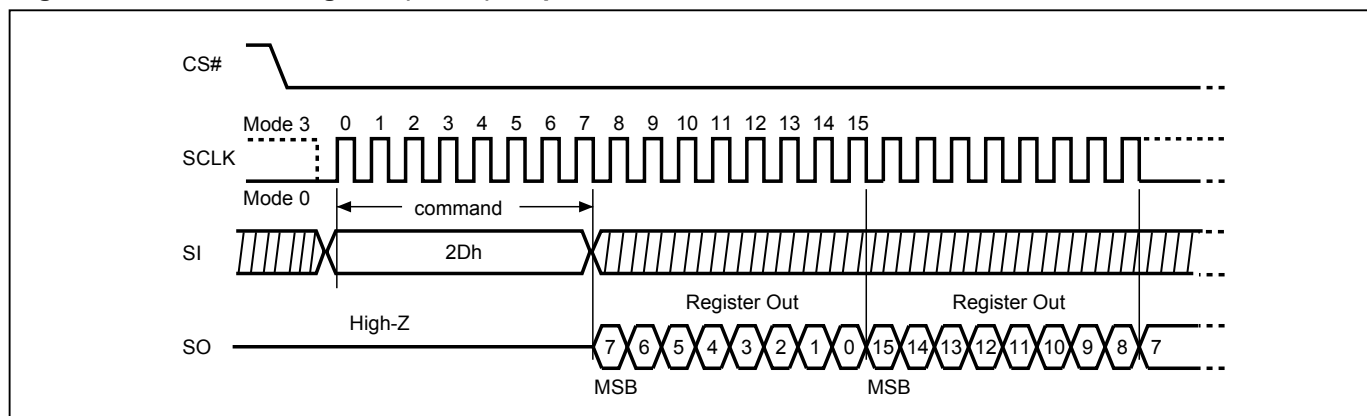 CS#
Mode 3 0 1 2 3 4 5 6 7 8 9 10 11 12 13 14 15
SCLK
Mode 0
command
SI 2Dh
Register Out Register Out
High-Z
SO 7 6 5 4 3 2 1 0 15 14 13 12 11 10 9 8 7
MSB MSB